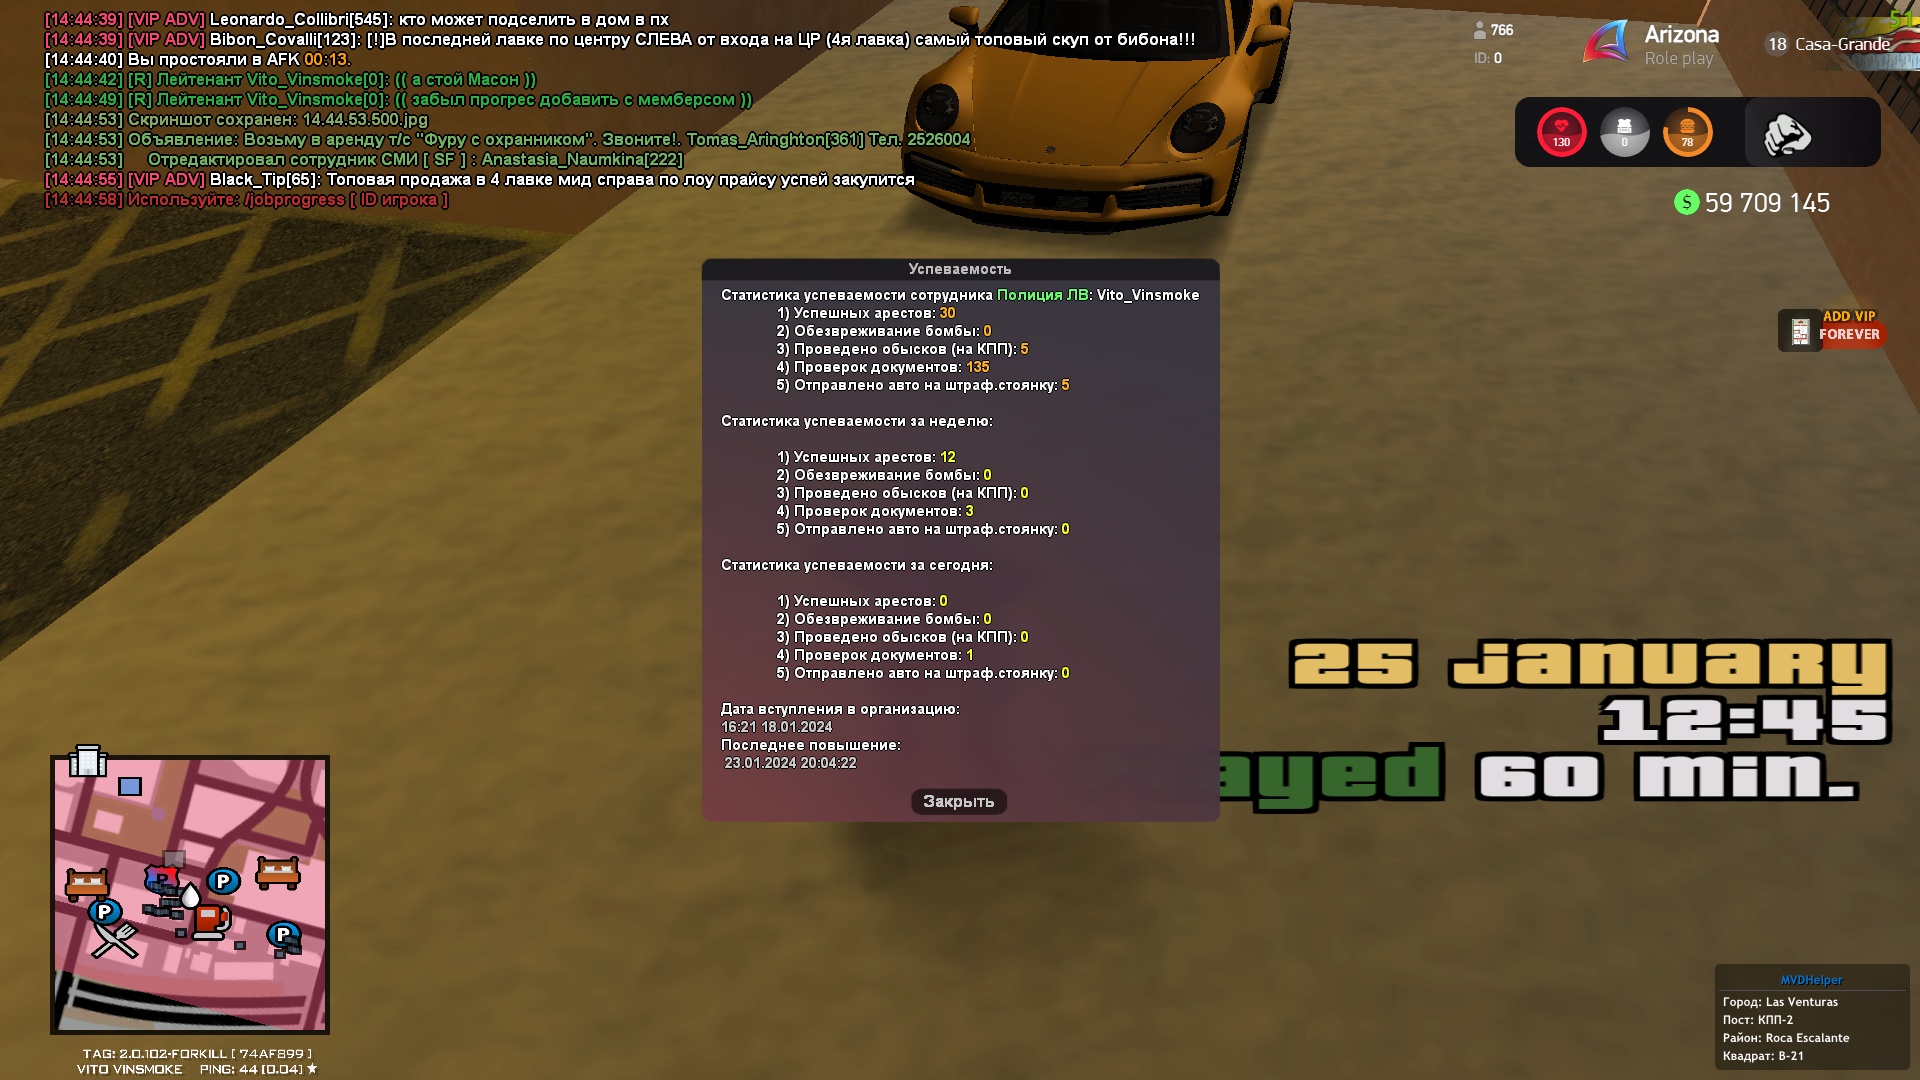 [14:44:39] [VIP ADV] Leonardo_Collibri[545]: кто может подселить в дом в пх
[14:44:39] [VIP ADV] Bibon_Covalli[123]: [!]В последней лавке по центру СЛЕВА от входа на ЦР (4я лавка) самый топовый скуп от бибона!!!
[14:44:40] Вы простояли в AFK 00:13.
[14:44:42] [R] Лейтенант Vito_Vinsmoke[0]: (( а стой Масон ))
[14:44:49] [R] Лейтенант Vito_Vinsmoke[0]: (( забыл прогрес добавить с мемберсом ))
[14:44:53] Скриншот сохранен: 14.44.53.500.jpg
[14:44:53] Объявление: Возьму в аренду т/с "Фуру с охранником". Звоните!. Tomas_Aringhton[361] Тел. 2526004
[14:44:53] Отредактировал сотрудник СМИ [ SF ] : Anastasia_Naumkina[222]
[14:44:55] [VIP ADV] Black_Tip[65]: Топовая продажа в 4 лавке мид справа по лоу прайсу успей закупится
[14:44:58] Используйте: /jobprogress [ ID игрока ]
51
766
ID: 0
Arizona
Role play
18 Casa-Grande
130
0
78
$ 59 709 145
ADD VIP
FOREVER
Успеваемость
Статистика успеваемости сотрудника Полиция ЛВ: Vito_Vinsmoke
1) Успешных арестов: 30
2) Обезвреживание бомбы: 0
3) Проведено обысков (на КПП): 5
4) Проверок документов: 135
5) Отправлено авто на штраф.стоянку: 5
Статистика успеваемости за неделю:
1) Успешных арестов: 12
2) Обезвреживание бомбы: 0
3) Проведено обысков (на КПП): 0
4) Проверок документов: 3
5) Отправлено авто на штраф.стоянку: 0
Статистика успеваемости за сегодня:
1) Успешных арестов: 0
2) Обезвреживание бомбы: 0
3) Проведено обысков (на КПП): 0
4) Проверок документов: 1
5) Отправлено авто на штраф.стоянку: 0
Дата вступления в организацию:
16:21 18.01.2024
Последнее повышение:
23.01.2024 20:04:22
Закрыть
25 January
12:45
Played 60 min.
P
P
P
P
TAG: 2.0.102-FORKILL [ 74AF899 ]
VITO VINSMOKE PING: 44 [0.04] ★
MVDHelper
Город: Las Venturas
Пост: КПП-2
Район: Roca Escalante
Квадрат: В-21